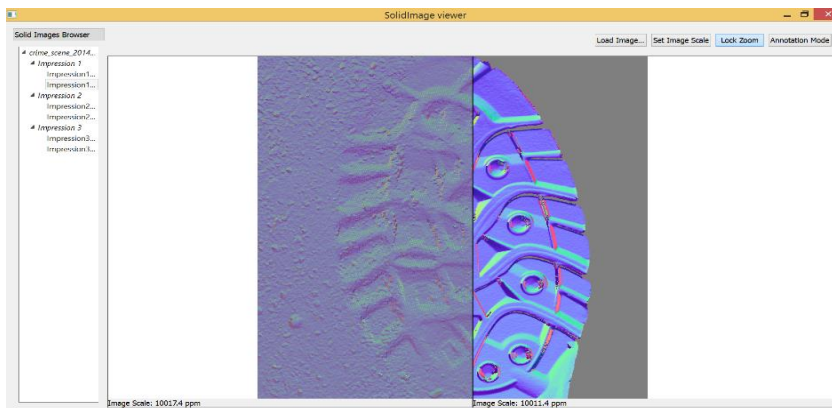 SolidImage viewer
Solid Images Browser
Load Image... Set Image Scale Lock Zoom Annotation Mode
crime_scene_2014...
Impression 1
Impression1...
Impression1...
Impression 2
Impression2...
Impression2...
Impression 3
Impression3...
Impression3...
Image Scale: 10017.4 ppm Image Scale: 10011.4 ppm